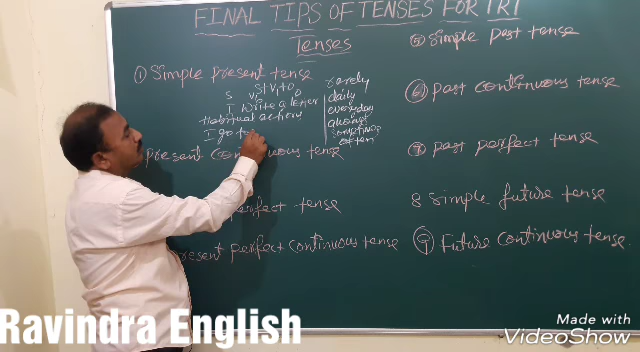 FINAL TIPS OF TENSES FOR TRT
Tenses
① Simple present tense
S+V1+O
S V1 O
I write a letter
Habitual action
I go to
rarely
daily
everyday
against
sometimes
often
present continuous tense
perfect tense
present perfect continuous tense
⑤ Simple past tense
⑥ Past continuous tense
⑦ past perfect tense
8 Simple future tense
⑨ Future continuous tense
Ravindra English
Made with
VideoShow